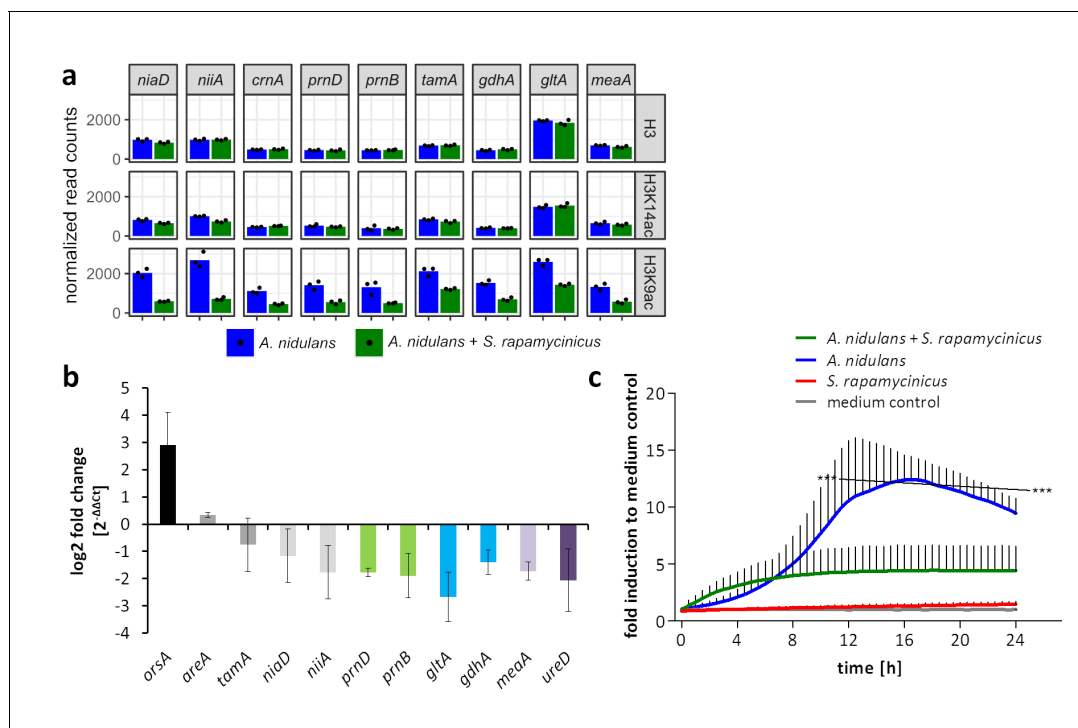 a
niaD niiA crnA prnD prnB tamA gdhA gltA meaA
normalized read counts
2000
0
H3
2000
0
H3K14ac
2000
0
H3K9ac
A. nidulans A. nidulans + S. rapamycinicus
b
log2 fold change
[2-ΔΔCt]
5
4
3
2
1
0
-1
-2
-3
-4
orsA areA tamA niaD niiA prnD prnB gltA gdhA meaA ureD
c
A. nidulans + S. rapamycinicus
A. nidulans
S. rapamycinicus
medium control
fold induction to medium control
20
15
10
5
0
*** ***
0 4 8 12 16 20 24
time [h]